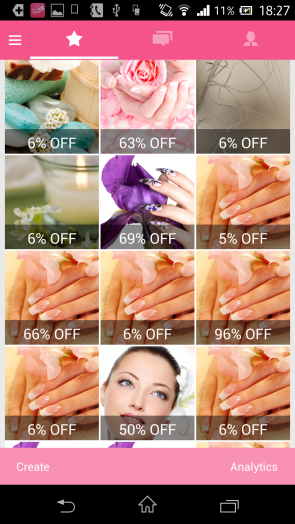 11% 18:27
6% OFF 63% OFF 6% OFF
6% OFF 69% OFF 5% OFF
66% OFF 6% OFF 96% OFF
6% OFF 50% OFF 6% OFF
Create Analytics